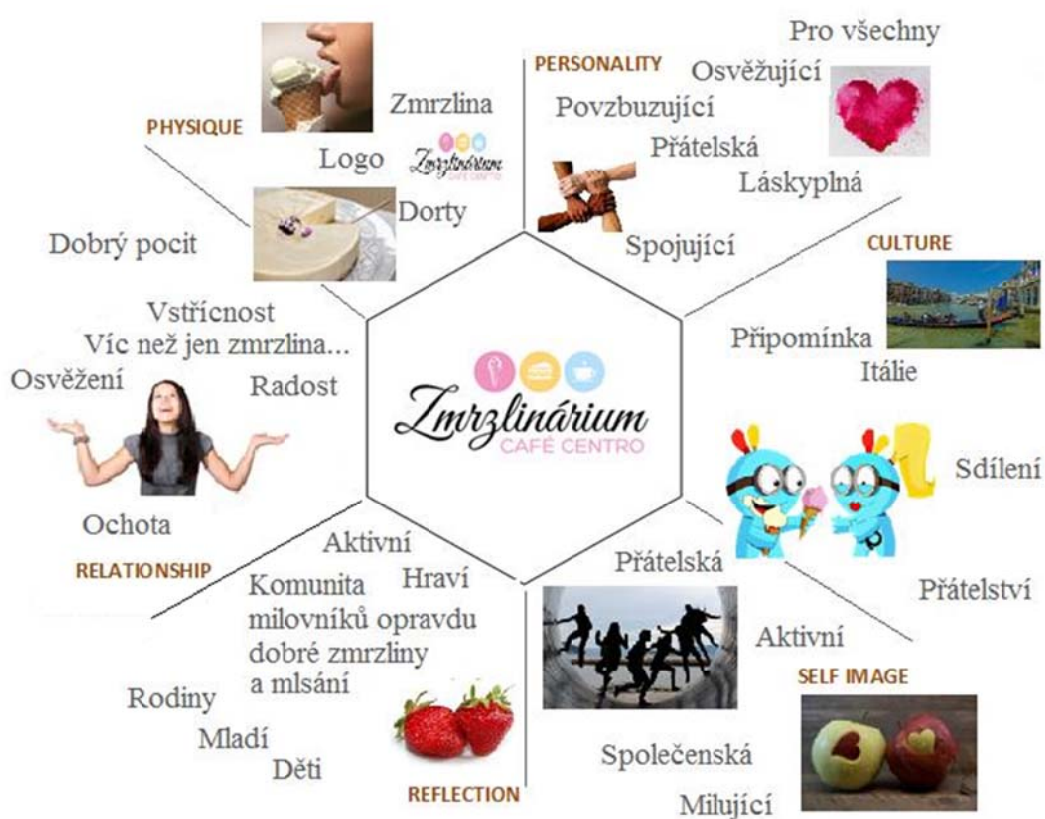 PHYSIQUE
Zmrzlina
Logo
Zmrzlinárium
CAFÉ CENTRO
Dorty
PERSONALITY
Pro všechny
Osvěžující
Povzbuzující
Přátelská
Láskyplná
Spojující
CULTURE
Připomínka
Itálie
Sdílení
Přátelství
Dobrý pocit
Vstřícnost
Víc než jen zmrzlina...
Osvěžení
Radost
Ochota
RELATIONSHIP
Zmrzlinárium
CAFÉ CENTRO
Aktivní
Hraví
Komunita
milovníků opravdu
dobré zmrzliny
a mlsání
Rodiny
Mladí
Děti
REFLECTION
Přátelská
Aktivní
SELF IMAGE
Společenská
Milující